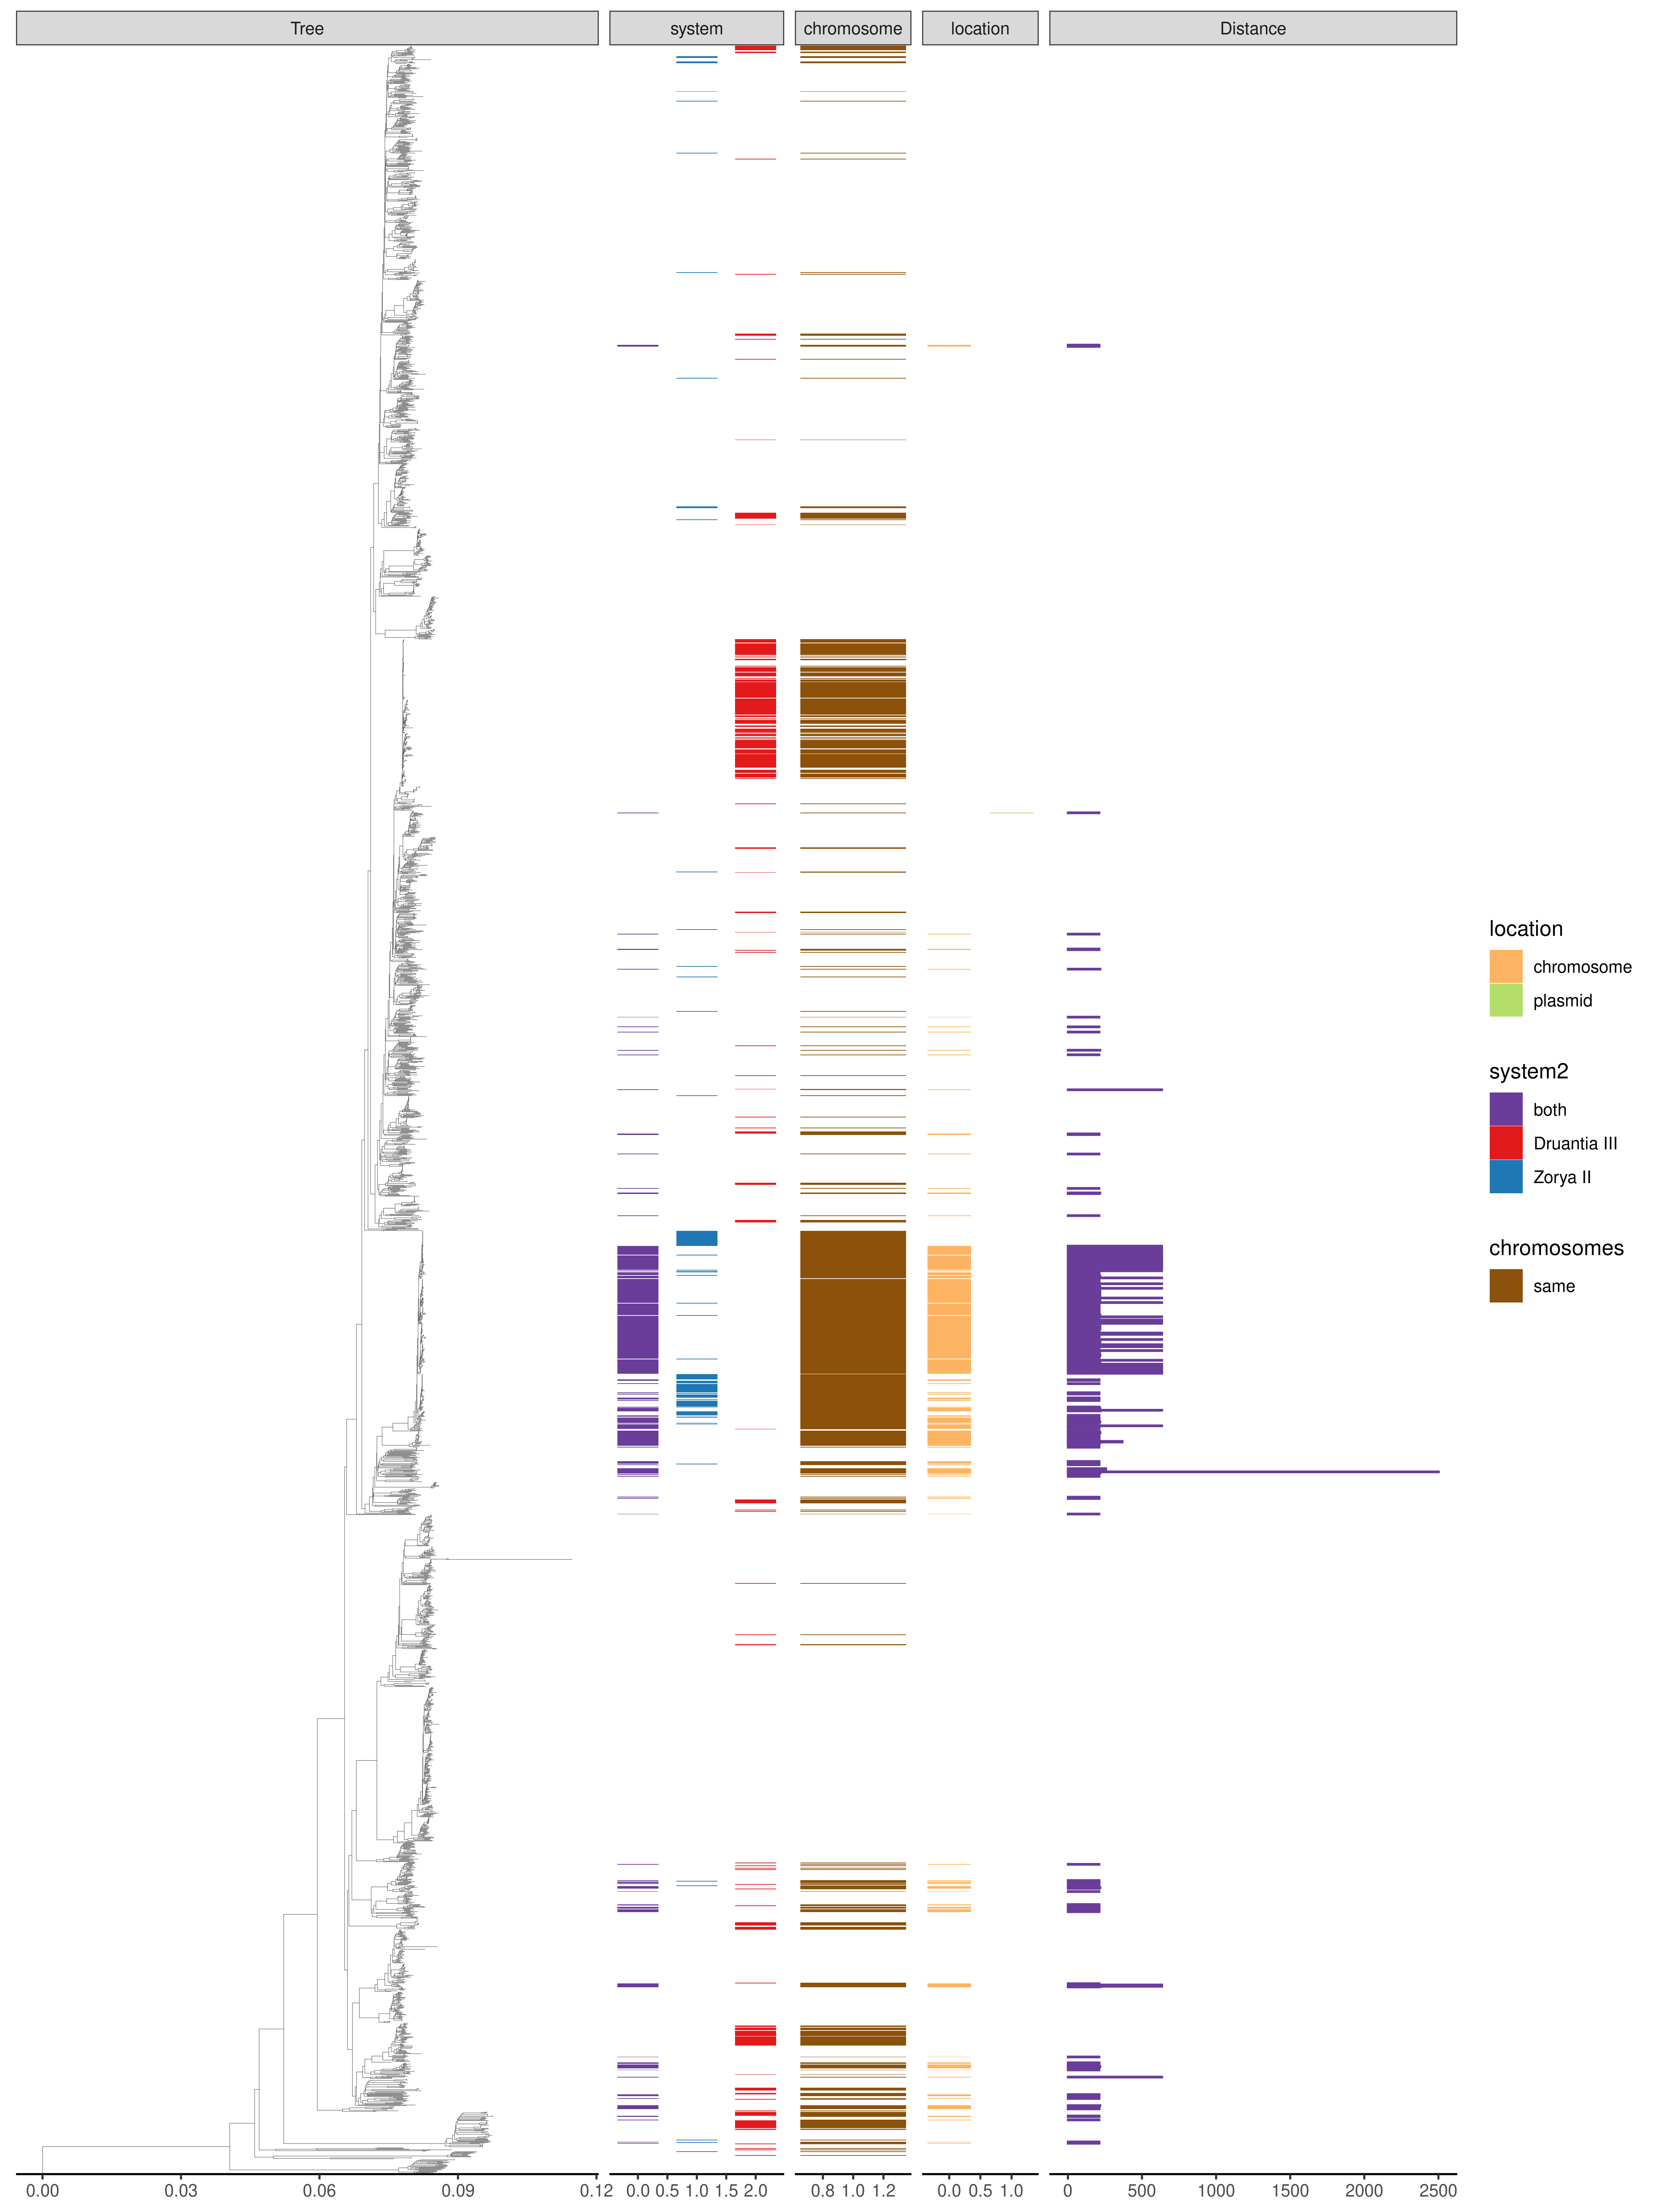 Tree system chromosome location Distance
location
chromosome
plasmid
system2
both
Druantia III
Zorya II
chromosomes
same
0.00 0.03 0.06 0.09 0.12 0.0 0.5 1.0 1.5 2.0 0.8 1.0 1.2 0.0 0.5 1.0 0 500 1000 1500 2000 2500